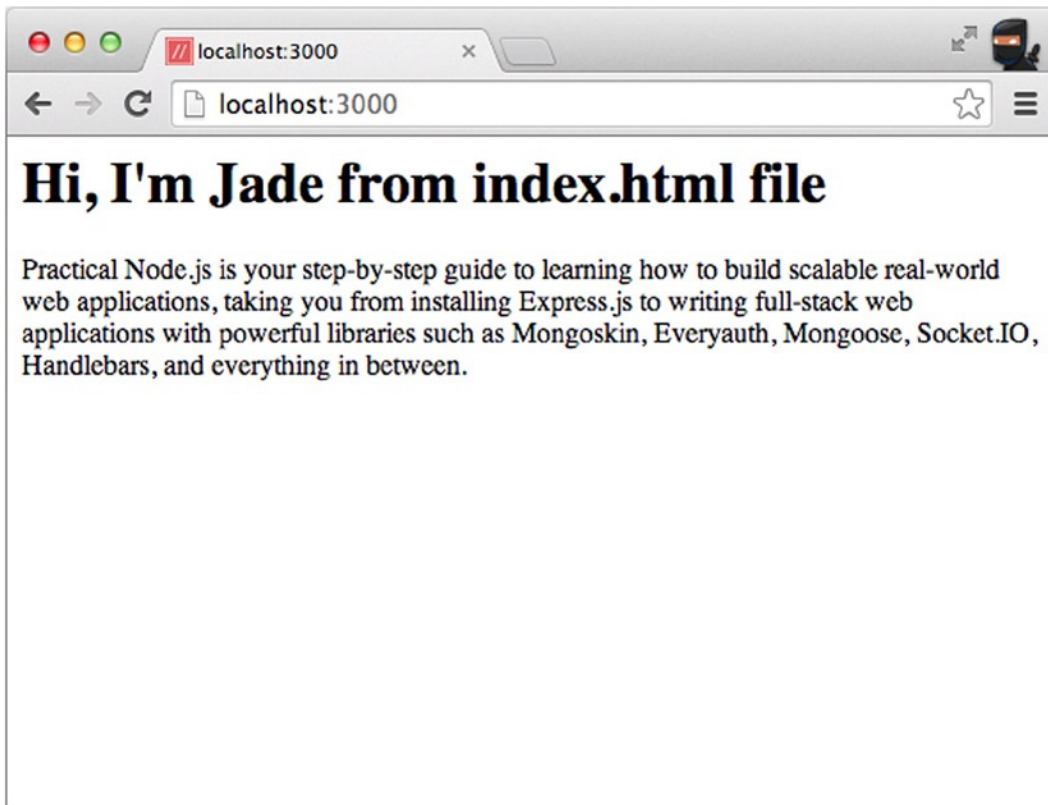 localhost:3000
localhost:3000
Hi, I'm Jade from index.html file
Practical Node.js is your step-by-step guide to learning how to build scalable real-world
web applications, taking you from installing Express.js to writing full-stack web
applications with powerful libraries such as Mongoskin, Everyauth, Mongoose, Socket.IO,
Handlebars, and everything in between.